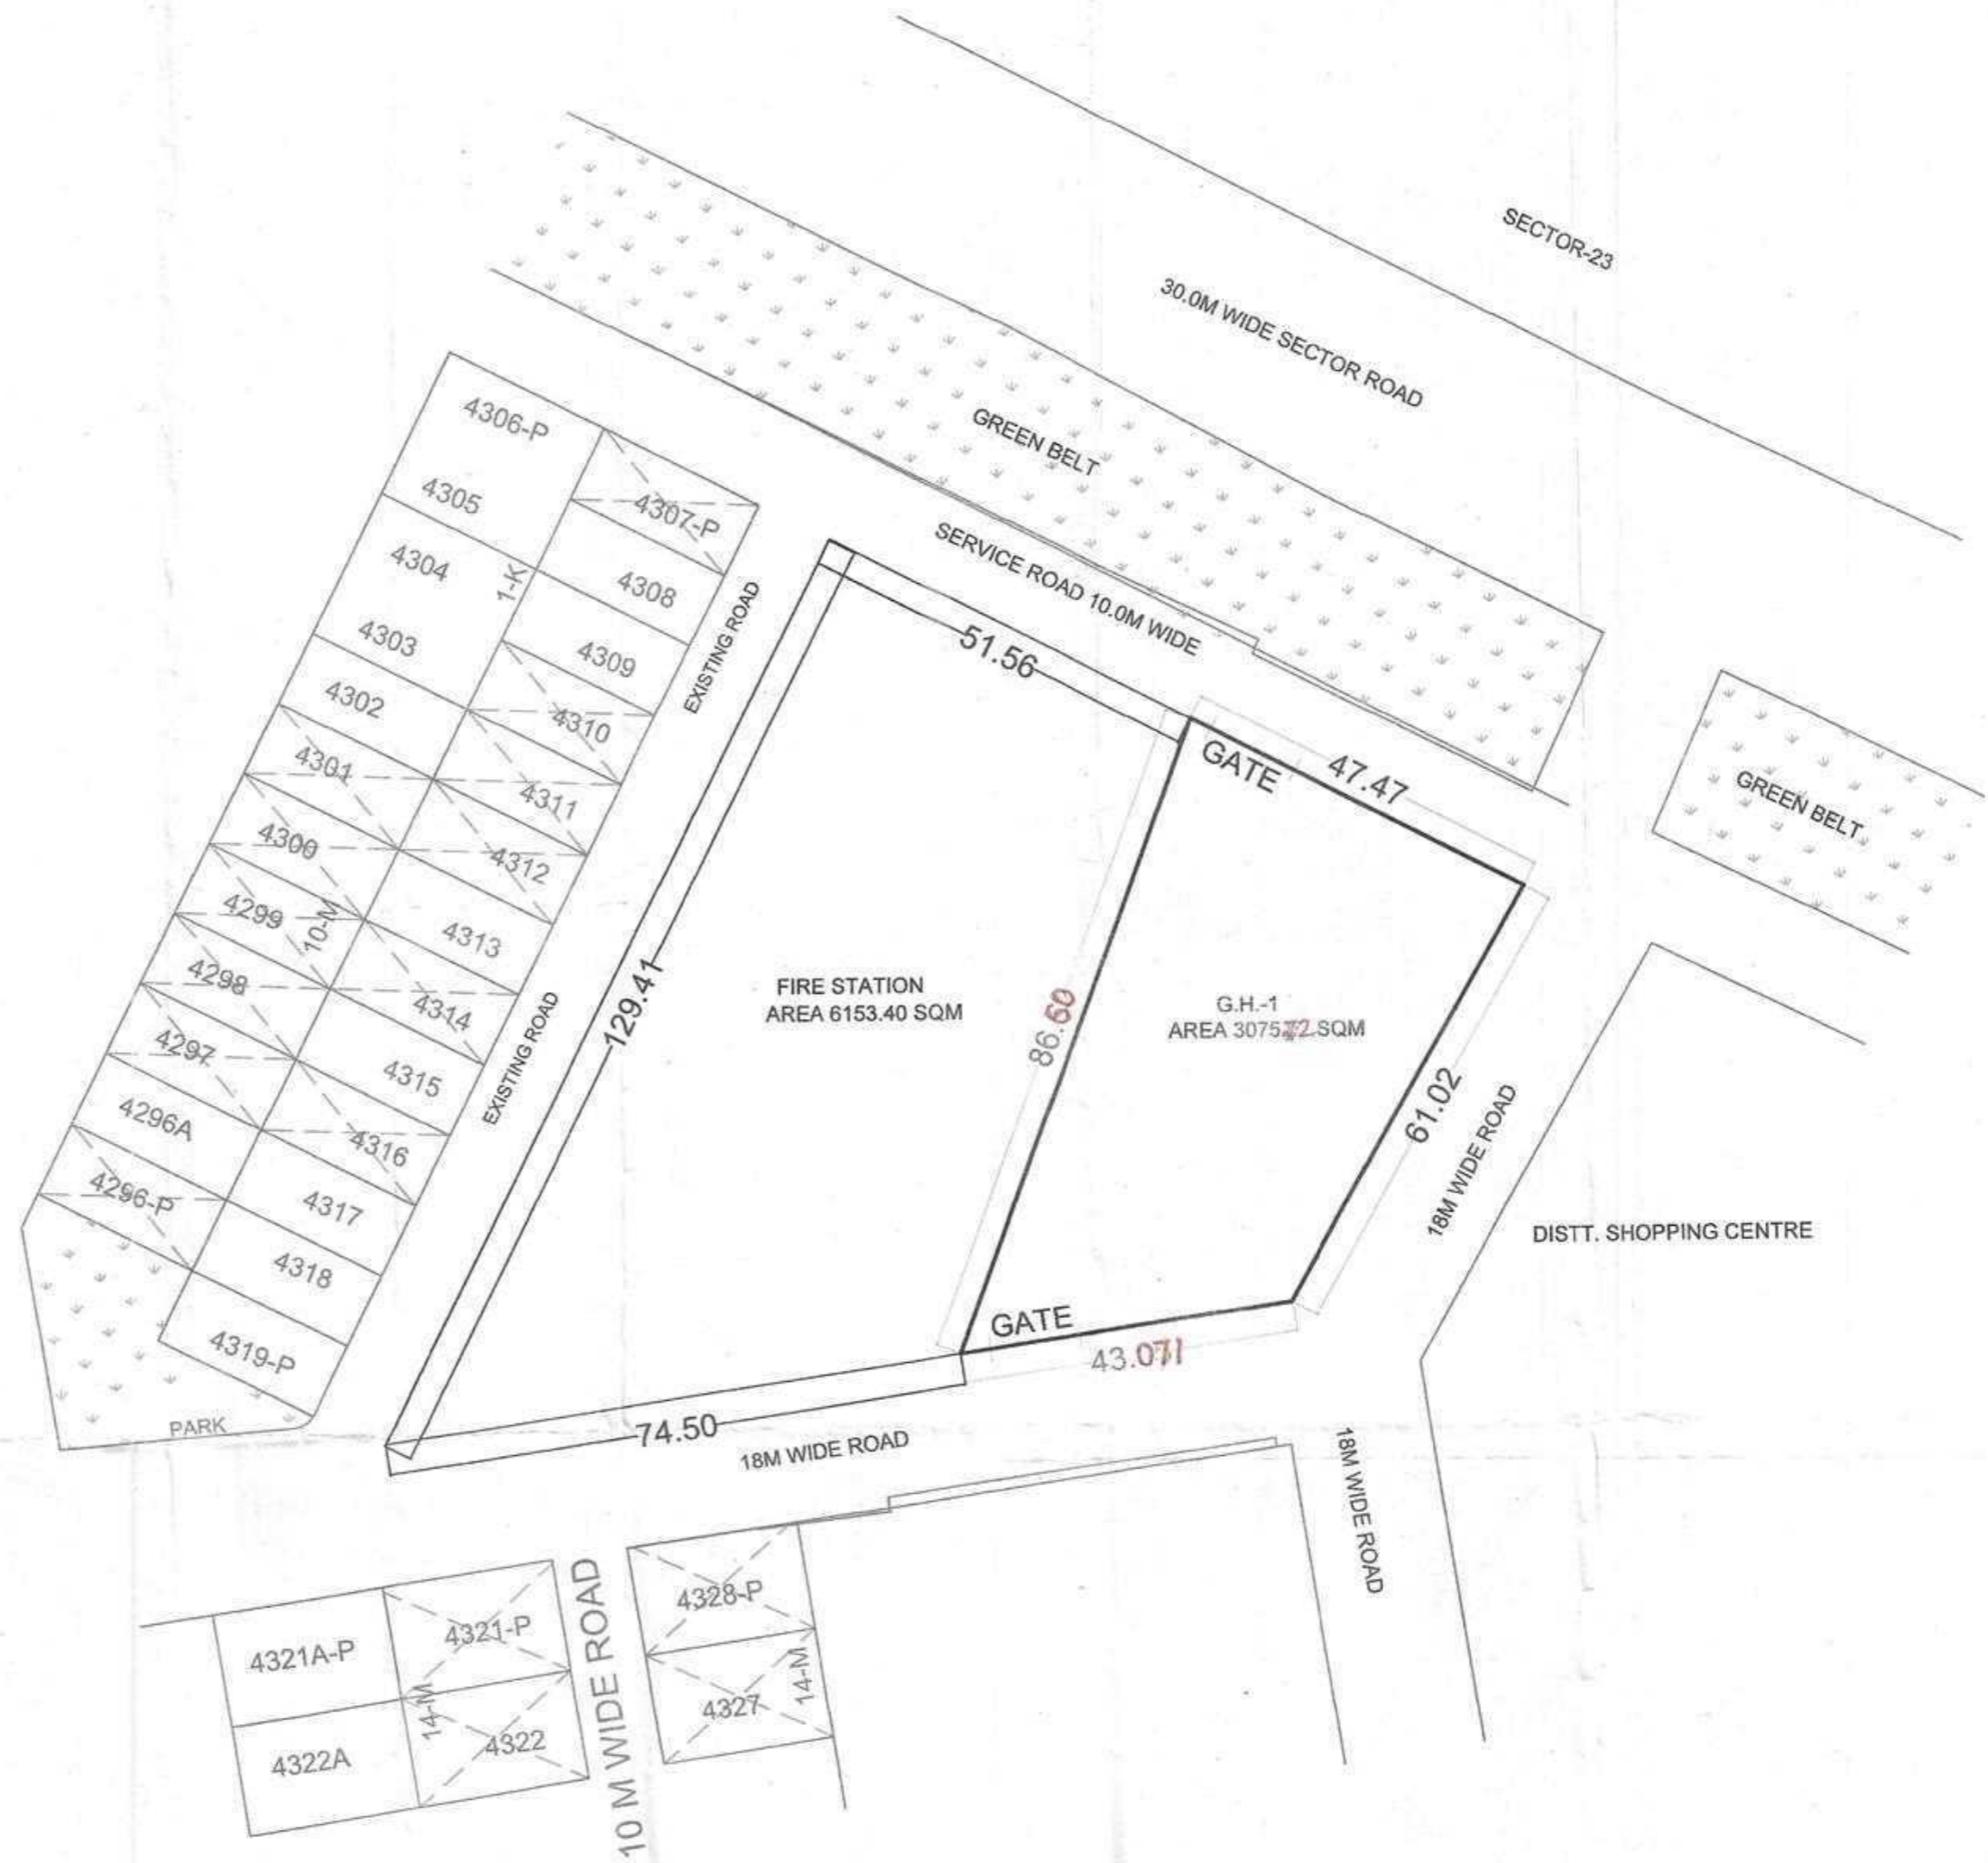 SECTOR-23
30.0M WIDE SECTOR ROAD
GREEN BELT
SERVICE ROAD 10.0M WIDE
GREEN BELT
4306-P
4305
4304
4303
4302
4301
4300
4299
4298
4297
4296A
4296-P
1-K
10-M
4307-P
4308
4309
4310
4311
4312
4313
4314
4315
4316
4317
4318
4319-P
PARK
EXISTING ROAD
EXISTING ROAD
51.56
129.41
74.50
FIRE STATION
AREA 6153.40 SQM
GATE
47.47
G.H.-1
SQM
61.02
GATE
18M WIDE ROAD
DISTT. SHOPPING CENTRE
18M WIDE ROAD
18M WIDE ROAD
10 M WIDE ROAD
4321A-P
4321-P
4322A
4322
14-M
4328-P
4327
14-M